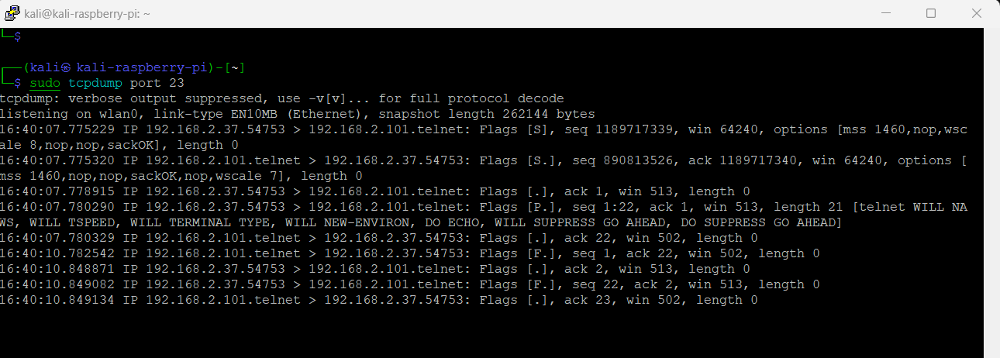 kali@kali-raspberry-pi: ~
└─$
┌──(kali㉿kali-raspberry-pi)-[~]
└─$ sudo tcpdump port 23
tcpdump: verbose output suppressed, use -v[v]... for full protocol decode
listening on wlan0, link-type EN10MB (Ethernet), snapshot length 262144 bytes
16:40:07.775229 IP 192.168.2.37.54753 > 192.168.2.101.telnet: Flags [S], seq 1189717339, win 64240, options [mss 1460,nop,wsc
ale 8,nop,nop,sackOK], length 0
16:40:07.775320 IP 192.168.2.101.telnet > 192.168.2.37.54753: Flags [S.], seq 890813526, ack 1189717340, win 64240, options [
mss 1460,nop,nop,sackOK,nop,wscale 7], length 0
16:40:07.778915 IP 192.168.2.37.54753 > 192.168.2.101.telnet: Flags [.], ack 1, win 513, length 0
16:40:07.780290 IP 192.168.2.37.54753 > 192.168.2.101.telnet: Flags [P.], seq 1:22, ack 1, win 513, length 21 [telnet WILL NA
WS, WILL TSPEED, WILL TERMINAL TYPE, WILL NEW-ENVIRON, DO ECHO, WILL SUPPRESS GO AHEAD, DO SUPPRESS GO AHEAD]
16:40:07.780329 IP 192.168.2.101.telnet > 192.168.2.37.54753: Flags [.], ack 22, win 502, length 0
16:40:10.782542 IP 192.168.2.101.telnet > 192.168.2.37.54753: Flags [F.], seq 1, ack 22, win 502, length 0
16:40:10.848871 IP 192.168.2.37.54753 > 192.168.2.101.telnet: Flags [.], ack 2, win 513, length 0
16:40:10.849082 IP 192.168.2.37.54753 > 192.168.2.101.telnet: Flags [F.], seq 22, ack 2, win 513, length 0
16:40:10.849134 IP 192.168.2.101.telnet > 192.168.2.37.54753: Flags [.], ack 23, win 502, length 0